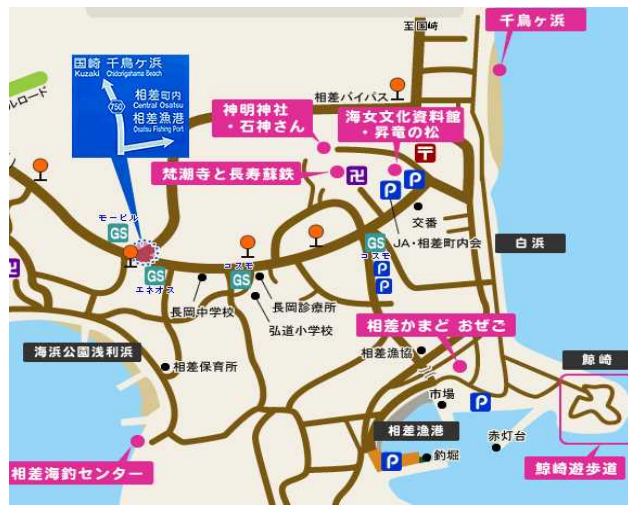 千鳥ヶ浜
至国崎
国崎 千鳥ケ浜
Kuzaki Chidorigahama Beach
相差町内
Central Osatsu
750
相差漁港
Osatsu Fishing Port
ルロード
相差バイパス
神明神社
・石神さん
海女文化資料館
・昇竜の松
〒
梵潮寺と長寿蘇鉄
卍
P
P
交番
JA・相差町内会
白浜
モービル
GS
GS
エネオス
コスモ
GS
GS
コスモ
P
P
卍
長岡中学校
長岡診療所
弘道小学校
海浜公園浅利浜
相差保育所
相差かまど おぜご
相差漁協
鯨崎
市場
P
相差漁港
赤灯台
P
釣堀
相差海釣センター
鯨崎遊歩道